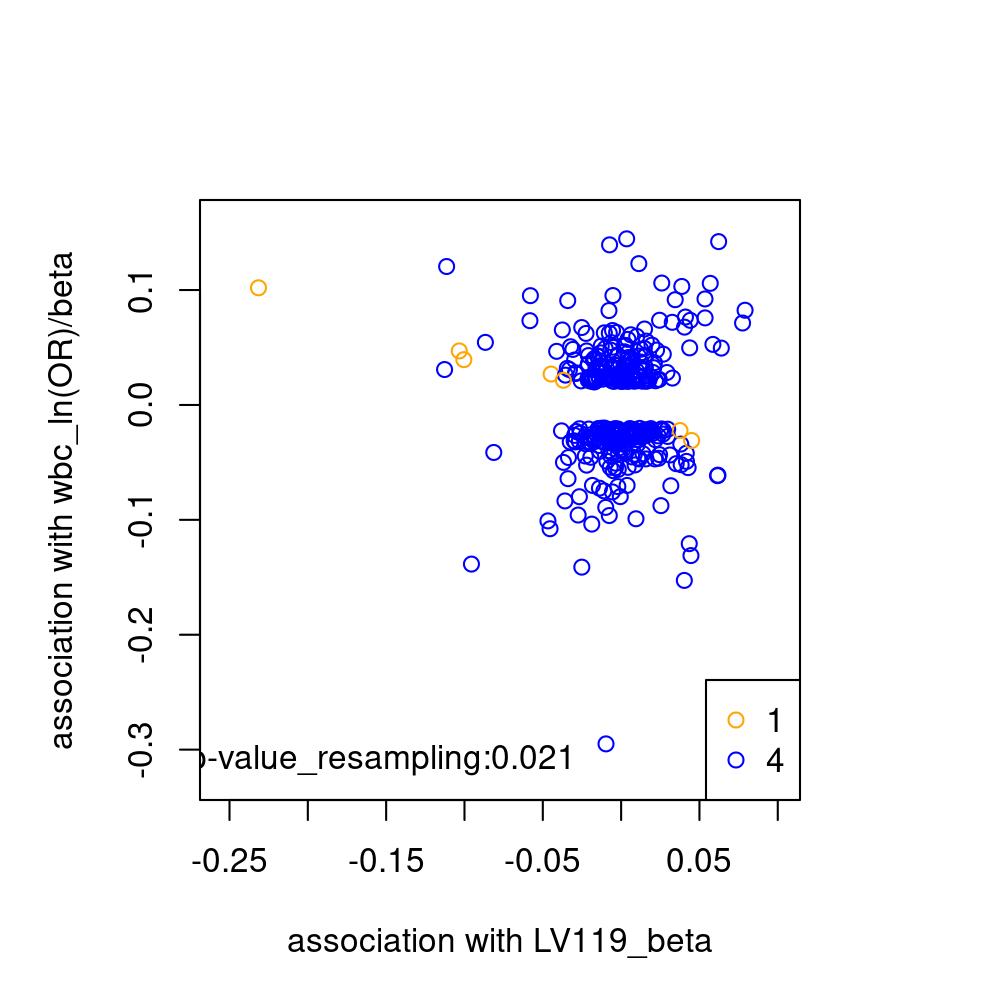 association with wbc_ln(OR)/beta
0.1
0.0
-0.1
-0.2
-0.3
-value_resampling:0.021
1
4
-0.25 -0.15 -0.05 0.05
association with LV119_beta